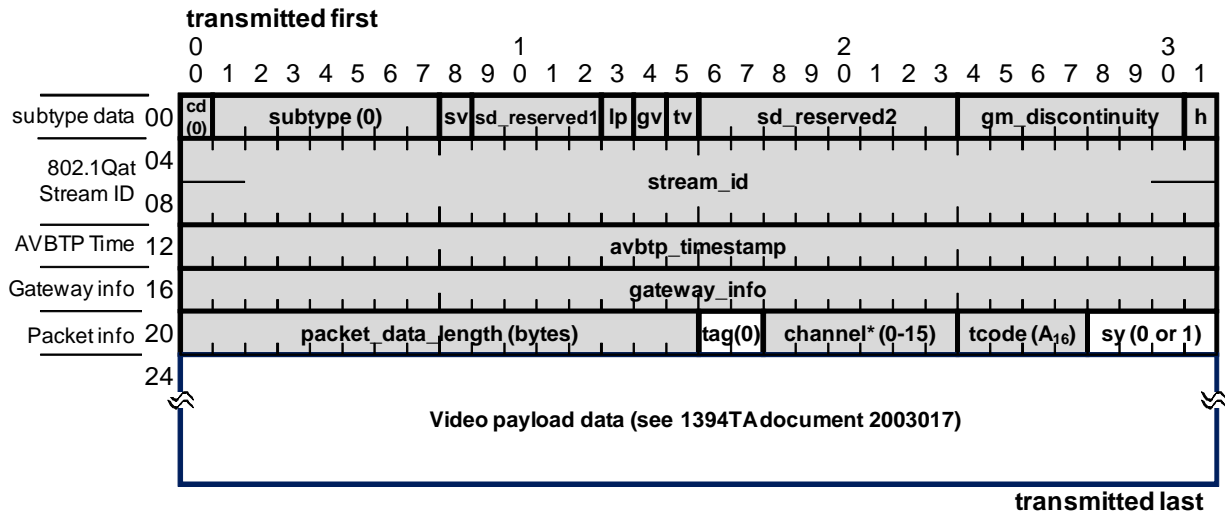 transmitted first
0 1 2 3
0 1 2 3 4 5 6 7 8 9 0 1 2 3 4 5 6 7 8 9 0 1 2 3 4 5 6 7 8 9 0 1
subtype data 00 cd (0) subtype (0) sv sd_reserved1 lp gv tv sd_reserved2 gm_discontinuity h
802.1Qat Stream ID 04
08 stream_id
AVBTP Time 12 avbtp_timestamp
Gateway info 16 gateway_info
Packet info 20 packet_data_length (bytes) tag(0) channel* (0-15) tcode (A₁₆) sy (0 or 1)
24
Video payload data (see 1394TA document 2003017)
transmitted last